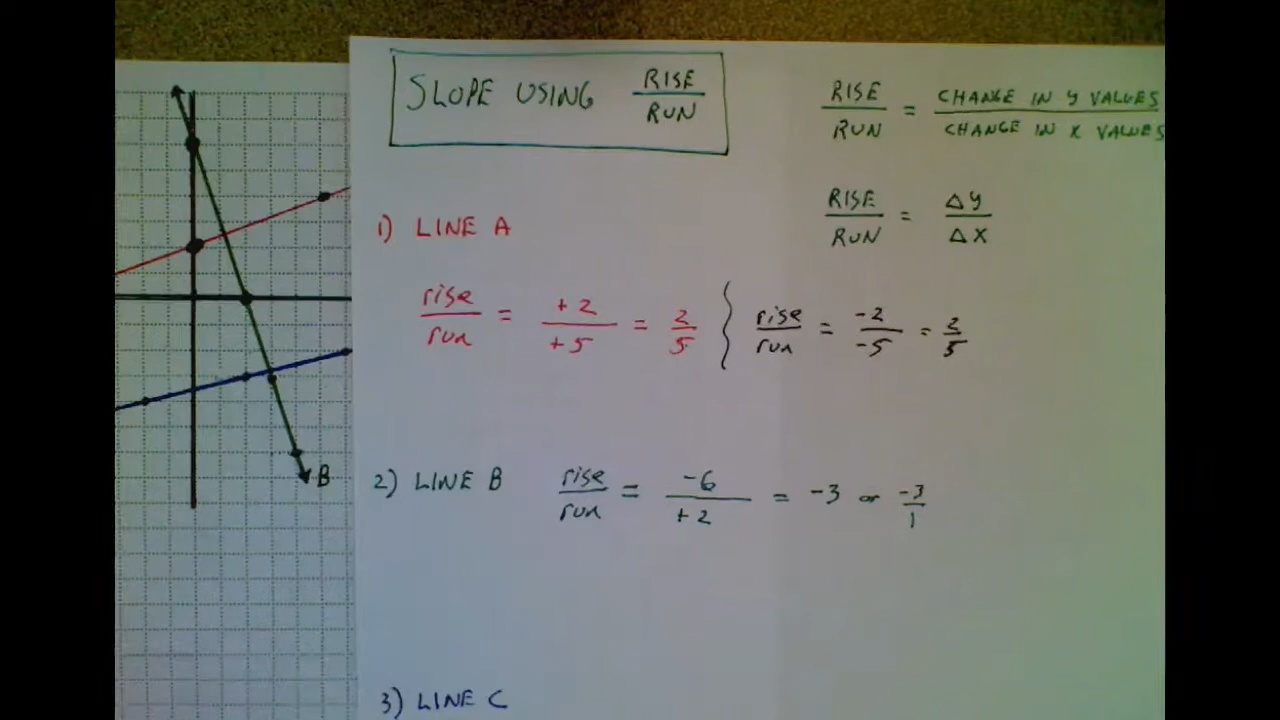 SLOPE USING RISE/RUN
RISE/RUN = CHANGE IN Y VALUES/CHANGE IN X VALUES
RISE/RUN = ΔY/ΔX
1) LINE A
rise/run = +2/+5 = 2/5 { rise/run = -2/-5 = 2/5
2) LINE B rise/run = -6/+2 = -3 or -3/1
B
3) LINE C